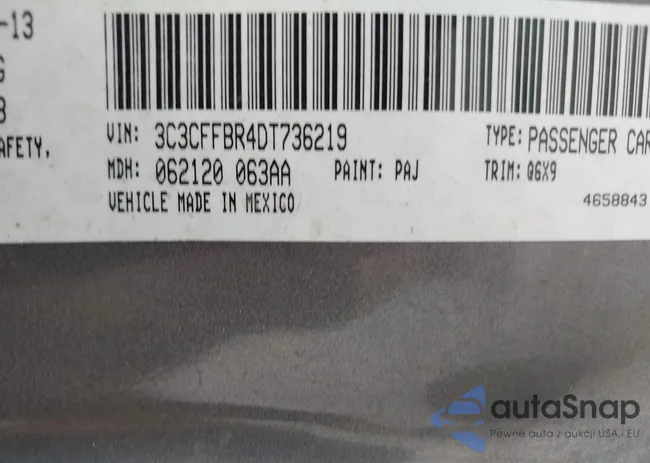 -13
G
8
AFETY,
VIN: 3C3CFFBR4DT736219 TYPE: PASSENGER CAR
MDH: 062120 063AA PAINT: PAJ TRIM: Q6X9
VEHICLE MADE IN MEXICO 4658843
autaSnap
Pewne auta z aukcji USA i EU